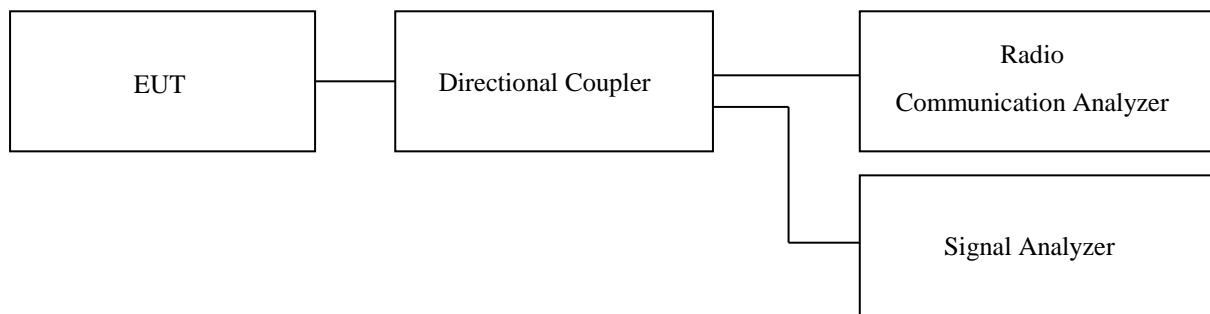 EUT
Directional Coupler
Radio
Communication Analyzer
Signal Analyzer